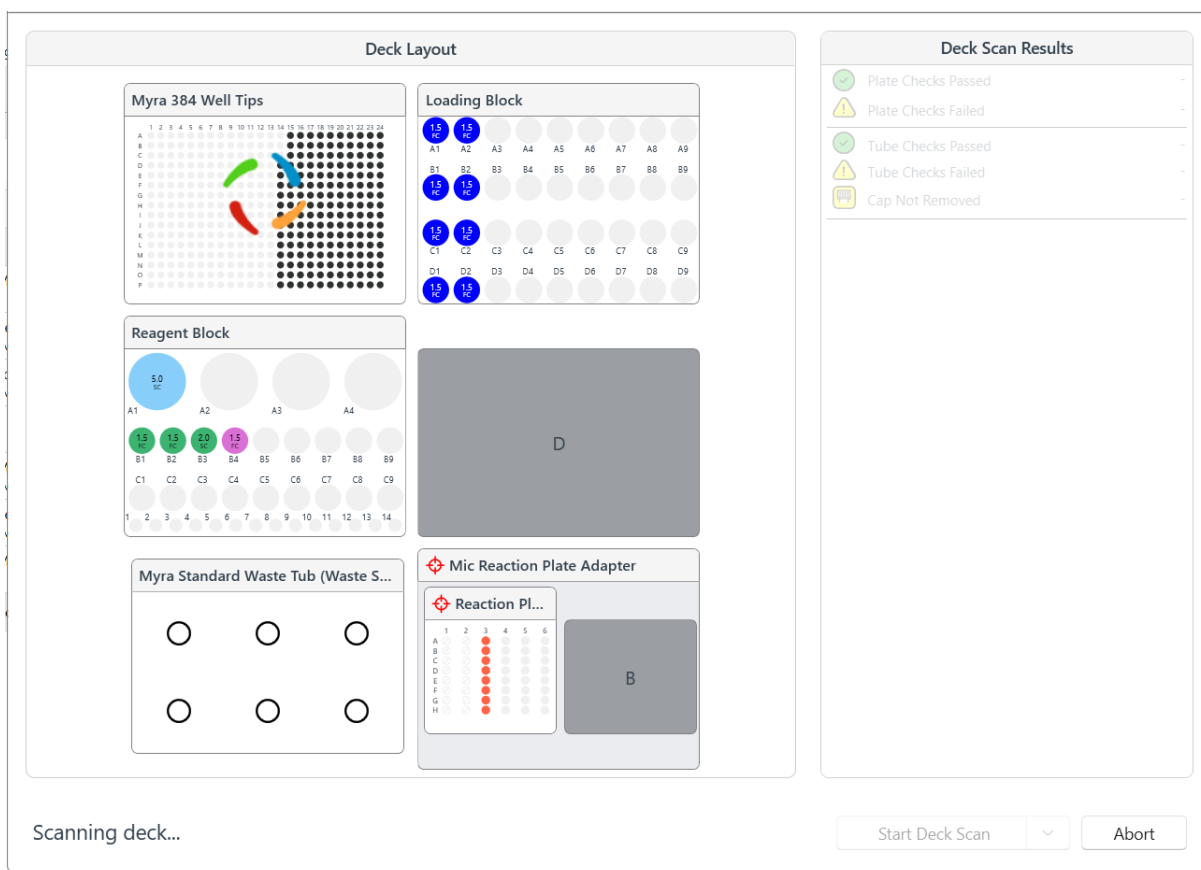 Deck Layout
Myra 384 Well Tips
1 2 3 4 5 6 7 8 9 10 11 12 13 14 15 16 17 18 19 20 21 22 23 24
A
B
C
D
E
F
G
H
I
J
K
L
M
N
O
P
Loading Block
1.5 FC 1.5 FC
A1 A2 A3 A4 A5 A6 A7 A8 A9
B1 B2 B3 B4 B5 B6 B7 B8 B9
1.5 FC 1.5 FC
1.5 FC 1.5 FC
C1 C2 C3 C4 C5 C6 C7 C8 C9
D1 D2 D3 D4 D5 D6 D7 D8 D9
1.5 FC 1.5 FC
Reagent Block
5.0 SC
A1 A2 A3 A4
1.5 FC 1.5 FC 2.0 SC 1.5 FC
B1 B2 B3 B4 B5 B6 B7 B8 B9
C1 C2 C3 C4 C5 C6 C7 C8 C9
1 2 3 4 5 6 7 8 9 10 11 12 13 14
D
Myra Standard Waste Tub (Waste S...
Mic Reaction Plate Adapter
Reaction Pl...
1 2 3 4 5 6
A
B
C
D
E
F
G
H
B
Deck Scan Results
Plate Checks Passed -
Plate Checks Failed -
Tube Checks Passed -
Tube Checks Failed -
Cap Not Removed -
Scanning deck...
Start Deck Scan
Abort